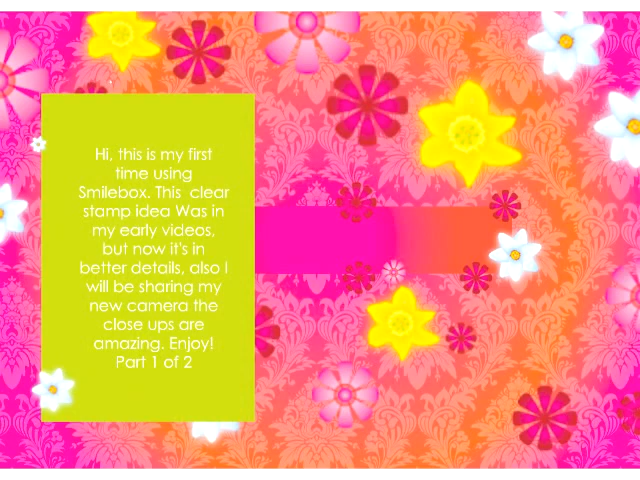 Hi, this is my first
time using
Smilebox. This  clear
stamp idea Was in
my early videos,
but now it's in
better details, also I
will be sharing my
new camera the
close ups are
amazing. Enjoy!
Part 1 of 2